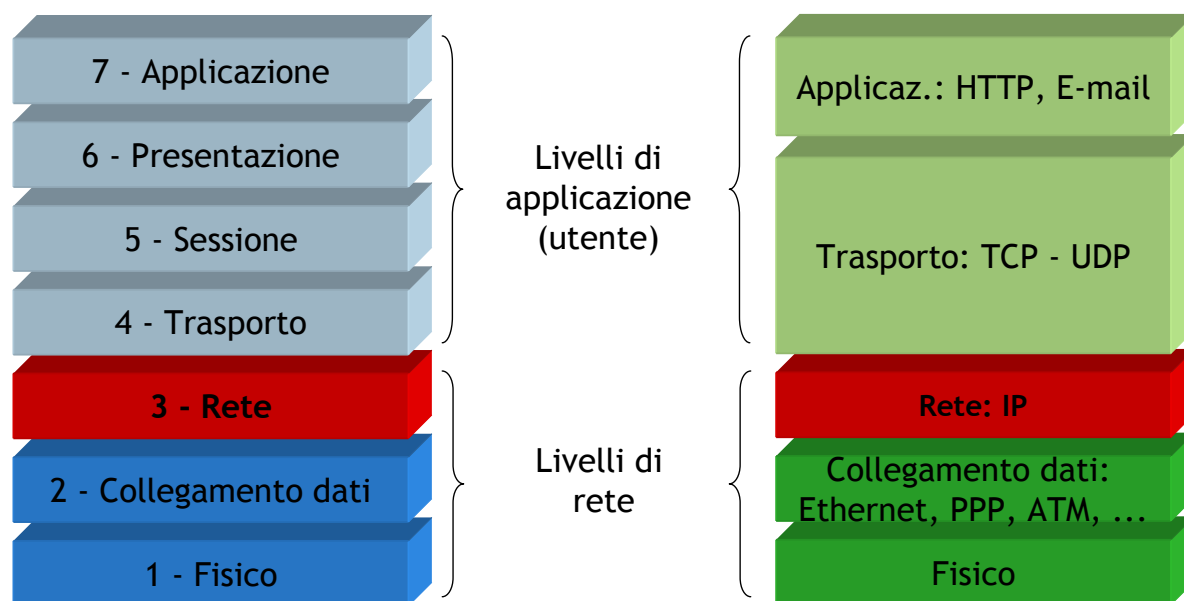 7 - Applicazione
6 - Presentazione
5 - Sessione
4 - Trasporto
3 - Rete
2 - Collegamento dati
1 - Fisico
Livelli di
applicazione
(utente)
Livelli di
rete
Applicaz.: HTTP, E-mail
Trasporto: TCP - UDP
Rete: IP
Collegamento dati:
Ethernet, PPP, ATM, ...
Fisico